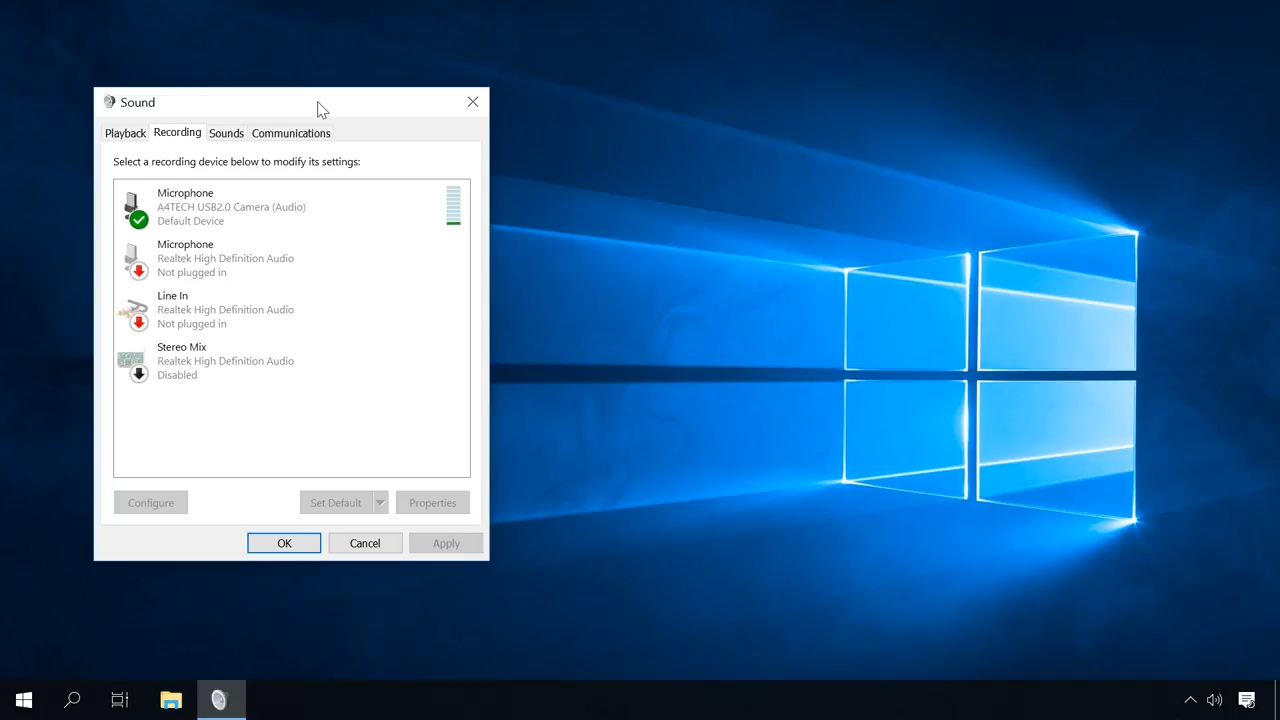 Sound
Playback Recording Sounds Communications
Select a recording device below to modify its settings:
Microphone
A4TECH USB2.0 Camera (Audio)
Default Device
Microphone
Realtek High Definition Audio
Not plugged in
Line In
Realtek High Definition Audio
Not plugged in
Stereo Mix
Realtek High Definition Audio
Disabled
Configure Set Default Properties
OK Cancel Apply